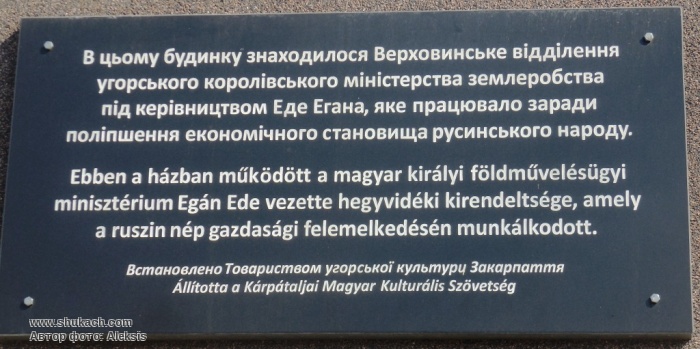 В цьому будинку знаходилося Верховинське відділення
угорського королівського міністерства землеробства
під керівництвом Еде Егана, яке працювало заради
поліпшення економічного становища русинського народу.
Ebben a házban működött a magyar királyi földművelésügyi
minisztérium Egán Ede vezette hegyvidéki kirendeltsége, amely
a ruszin nép gazdasági felemelkedésén munkálkodott.
Встановлено Товариством угорської культури Закарпаття
Állította a Kárpátaljai Magyar Kulturális Szövetség
www.shukach.com
Автор фото: Aleksis